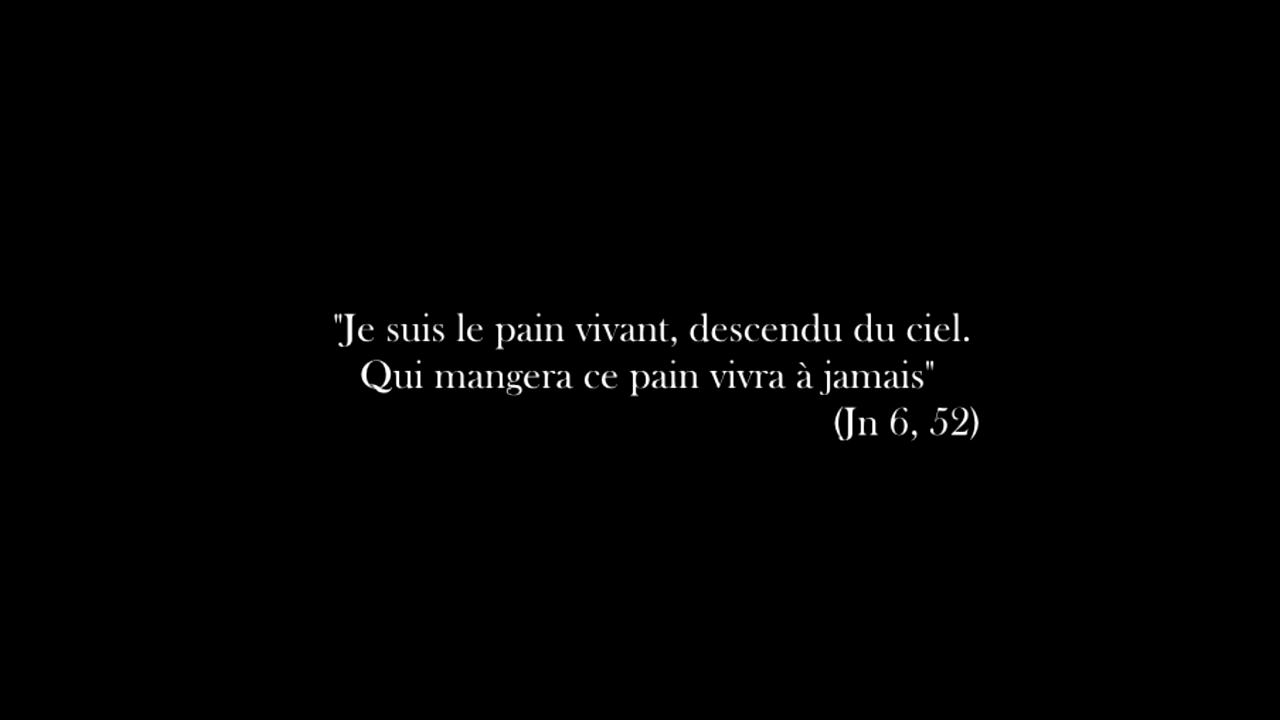 "Je suis le pain vivant, descendu du ciel.
Qui mangera ce pain vivra à jamais"
(Jn 6, 52)